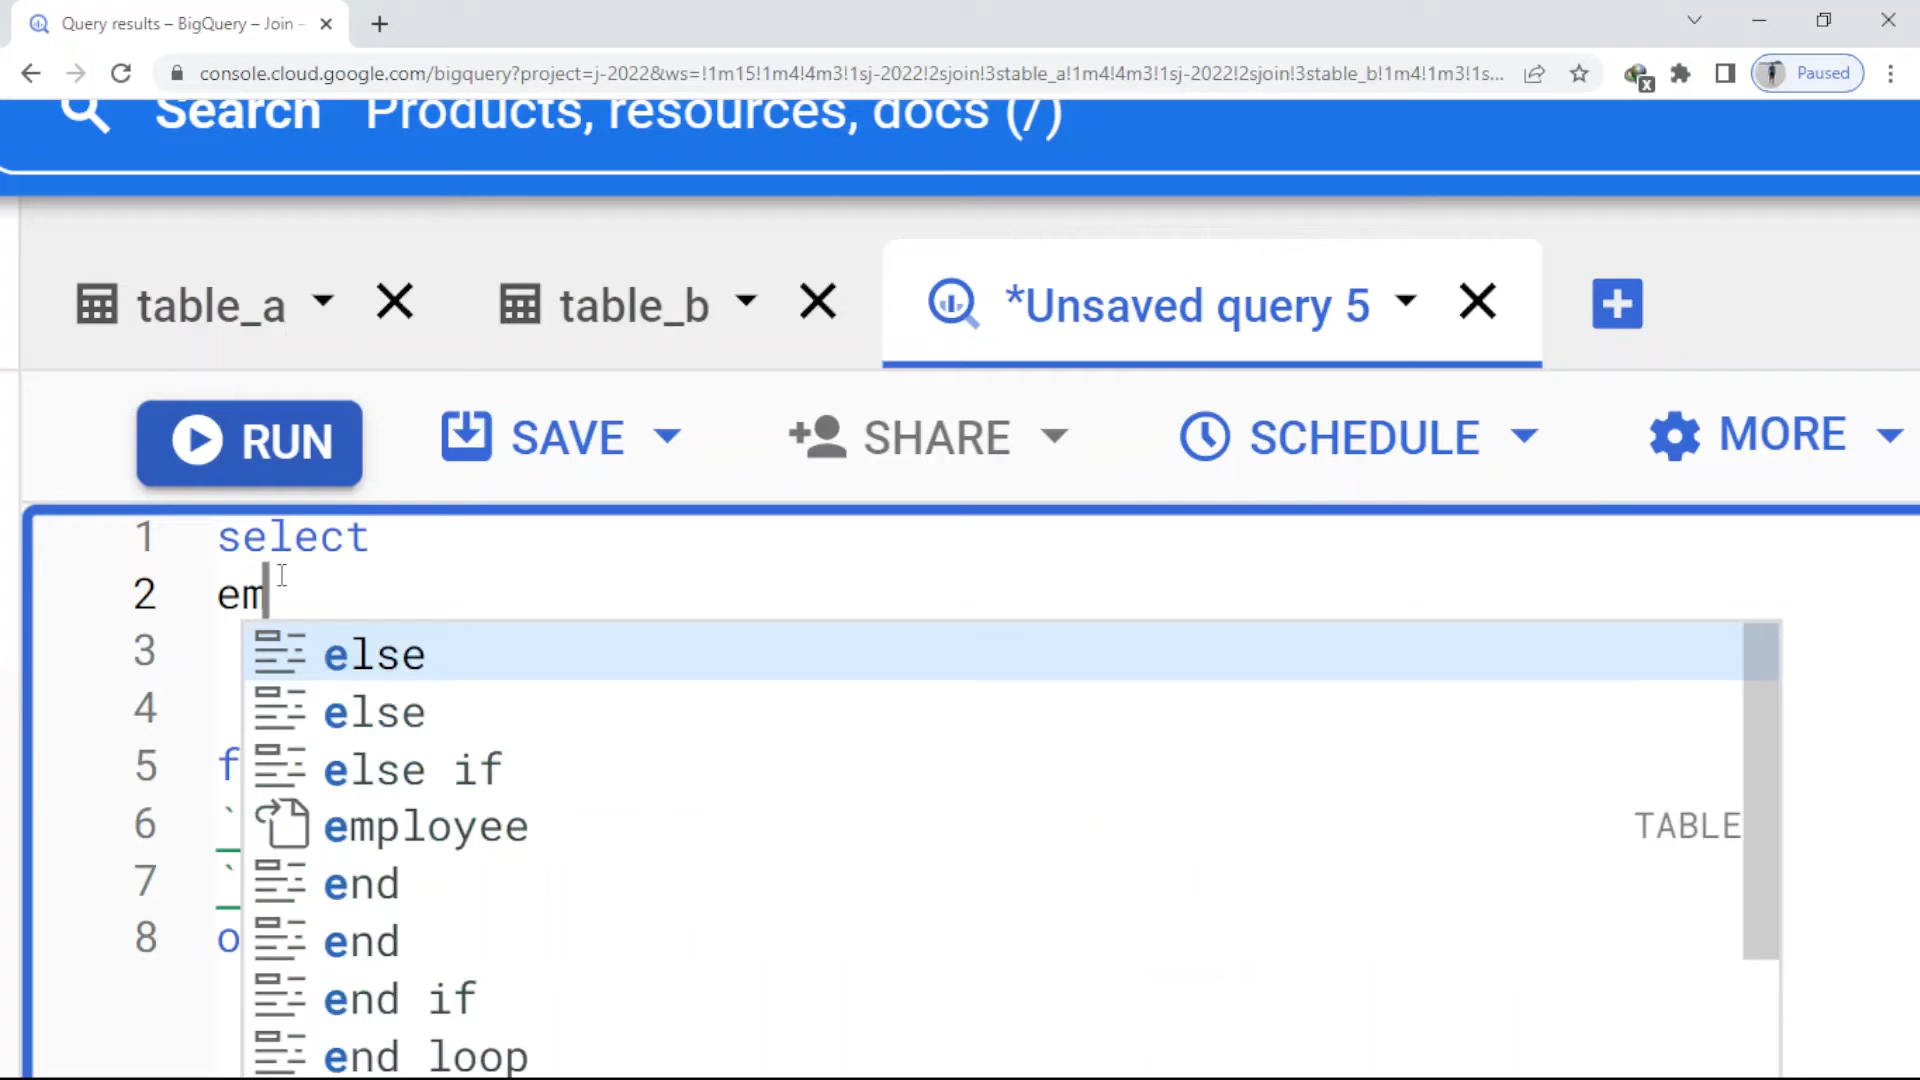 Query results – BigQuery – Join –
console.cloud.google.com/bigquery?project=j-2022&ws=!1m15!1m4!4m3!1sj-2022!2sjoin!3stable_a!1m4!4m3!1sj-2022!2sjoin!3stable_b!1m4!1m3!1s...
Paused
Search Products, resources, docs (/)
table_a
table_b
*Unsaved query 5
RUN
SAVE
SHARE
SCHEDULE
MORE
1 select
2 em
3 else
4 else
5 f else if
6 ` employee TABLE
7 ` end
8 o end
end if
end loop